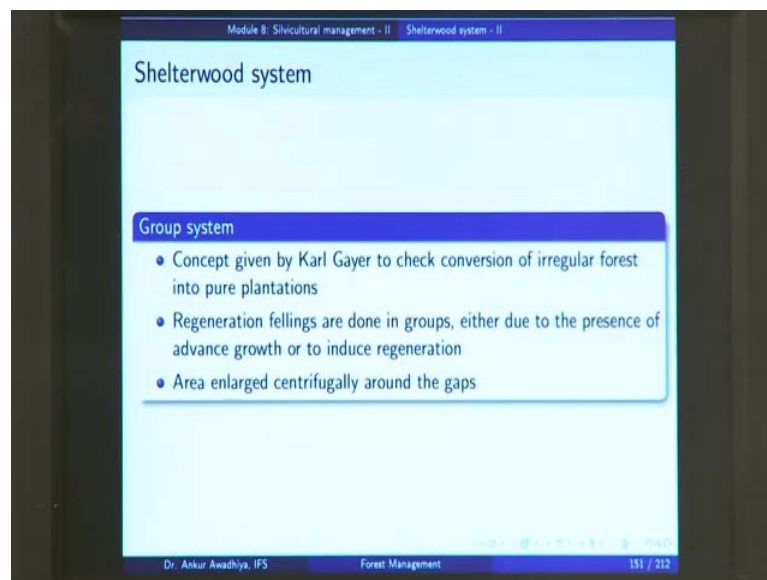 Module 8: Silvicultural management - II Shelterwood system - II
Shelterwood system
Group system
Concept given by Karl Gayer to check conversion of irregular forest
into pure plantations
Regeneration fellings are done in groups, either due to the presence of
advance growth or to induce regeneration
Area enlarged centrifugally around the gaps
Dr. Ankur Awadhiya, IFS Forest Management 151 / 212